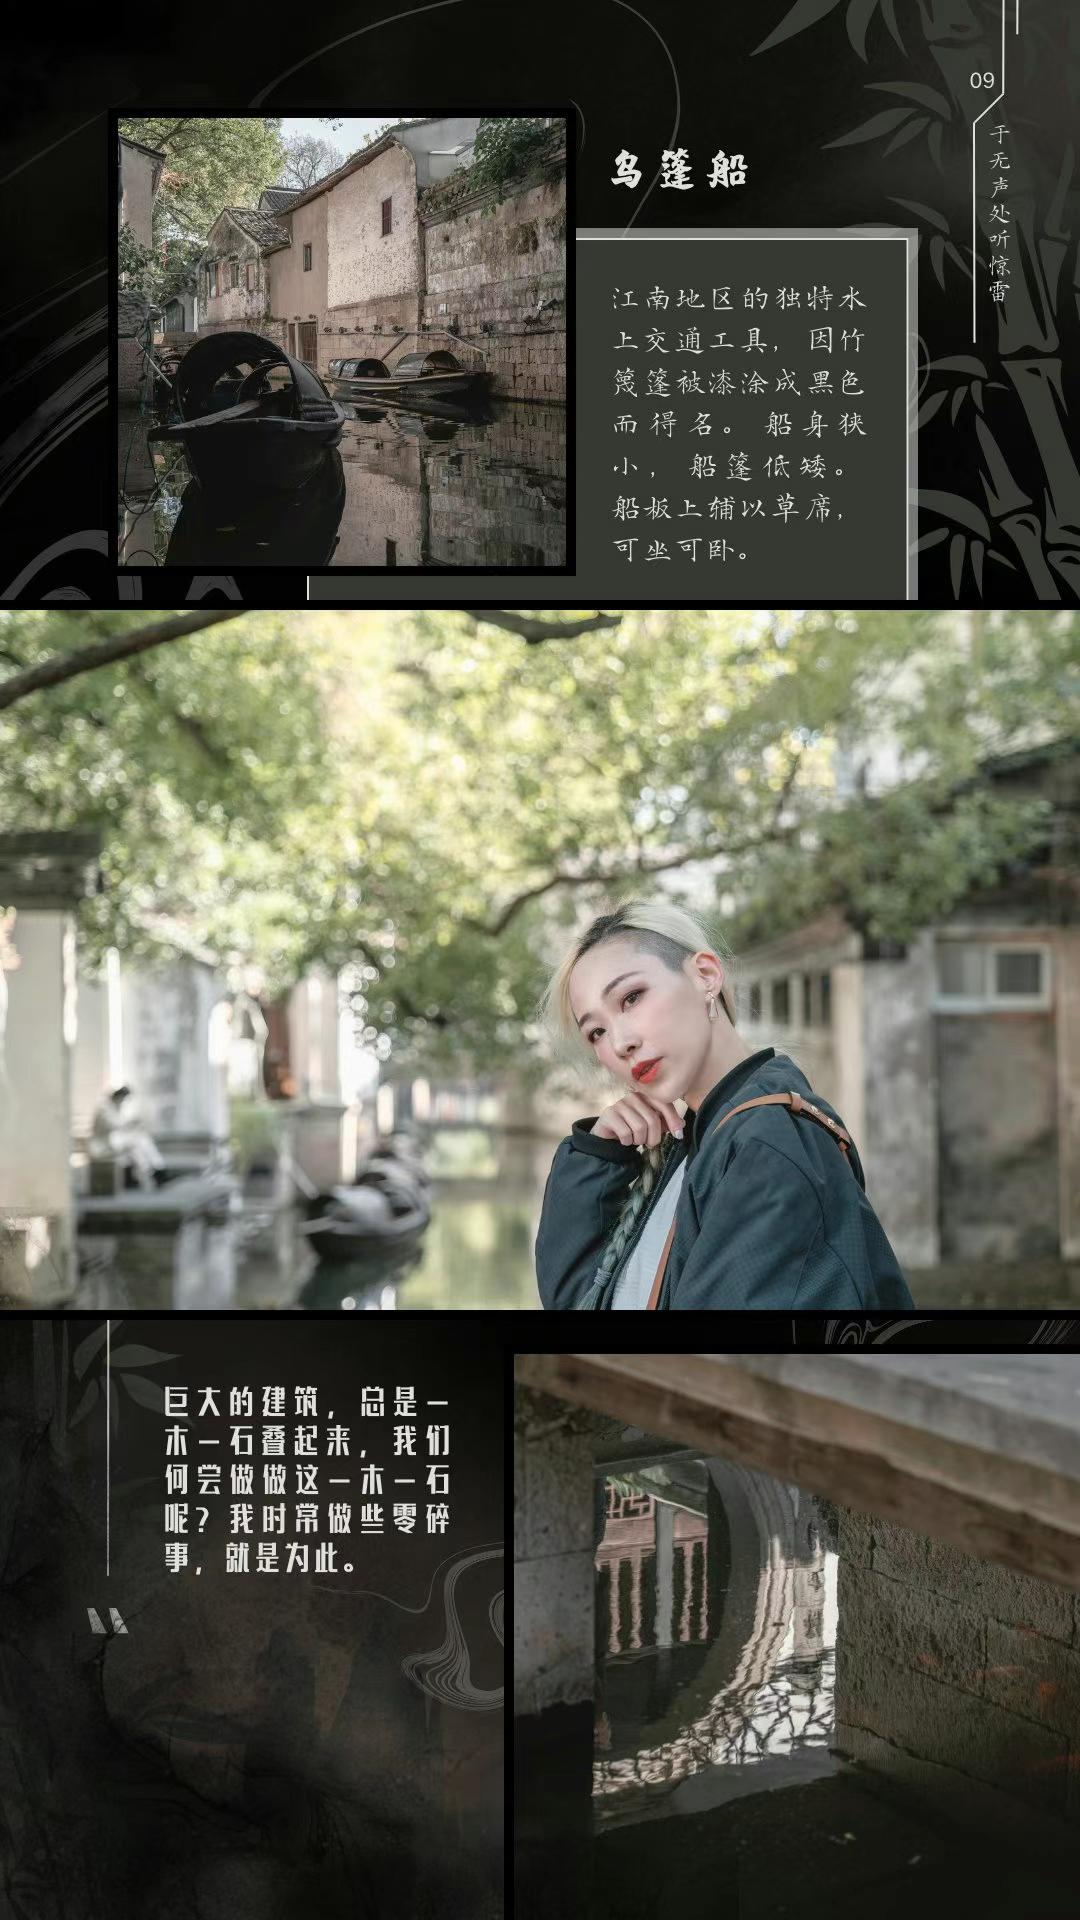 09
于无声处听惊雷
乌篷船
江南地区的独特水
上交通工具，因竹
篾篷被漆涂成黑色
而得名。船身狭
小，船篷低矮。
船板上辅以草席，
可坐可卧。
巨大的建筑，总是一
木一石叠起来，我们
何尝做做这一木一石
呢？我时常做些零碎
事，就是为此。